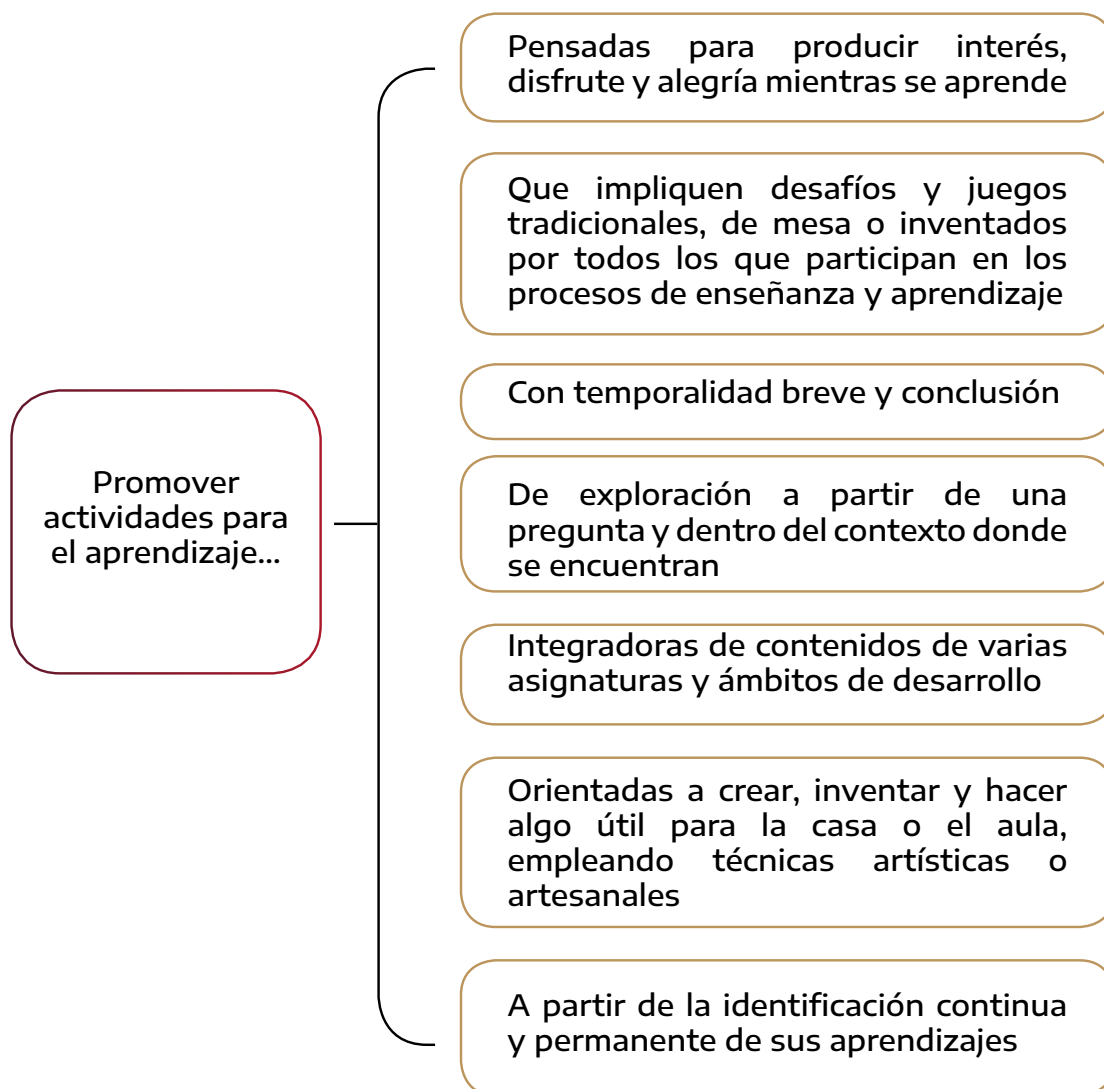 Pensadas para producir interés,
disfrute y alegría mientras se aprende
Que impliquen desafíos y juegos
tradicionales, de mesa o inventados
por todos los que participan en los
procesos de enseñanza y aprendizaje
Con temporalidad breve y conclusión
Promover
actividades para
el aprendizaje...
De exploración a partir de una
pregunta y dentro del contexto donde
se encuentran
Integradoras de contenidos de varias
asignaturas y ámbitos de desarrollo
Orientadas a crear, inventar y hacer
algo útil para la casa o el aula,
empleando técnicas artísticas o
artesanales
A partir de la identificación continua
y permanente de sus aprendizajes